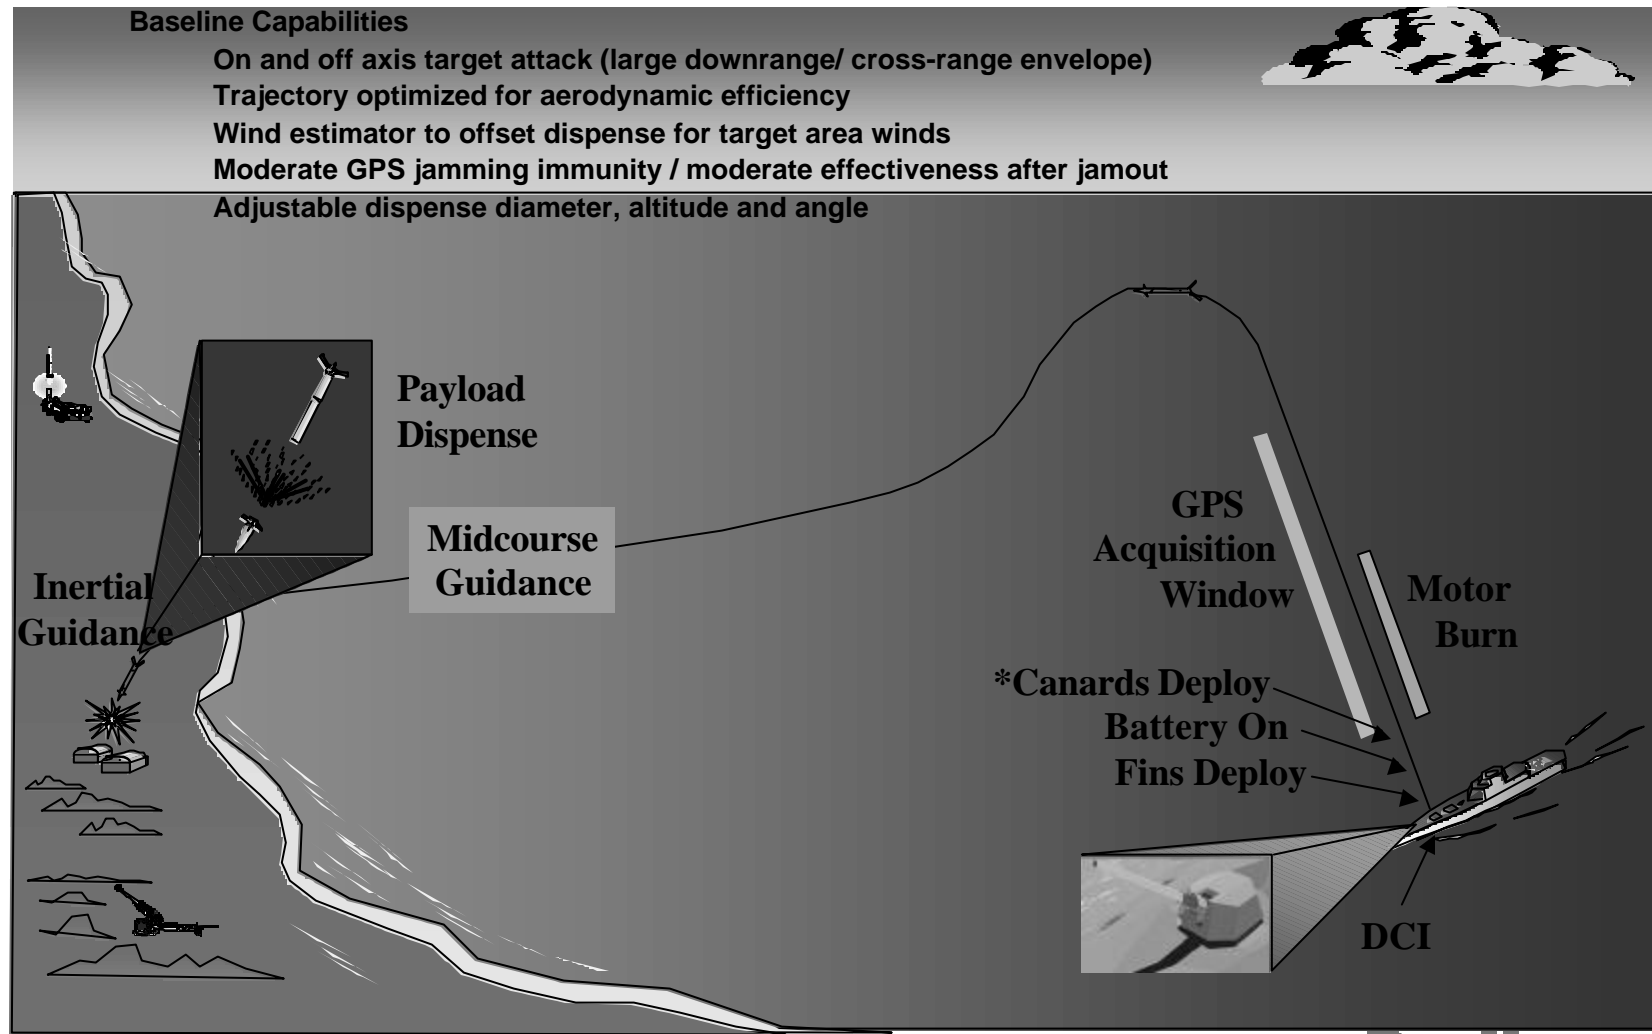 Baseline Capabilities
On and off axis target attack (large downrange/ cross-range envelope)
Trajectory optimized for aerodynamic efficiency
Wind estimator to offset dispense for target area winds
Moderate GPS jamming immunity / moderate effectiveness after jamout
Adjustable dispense diameter, altitude and angle
Payload
Dispense
Midcourse
Guidance
Inertial
Guidance
GPS
Acquisition
Window
Motor
Burn
*Canards Deploy
Battery On
Fins Deploy
DCI